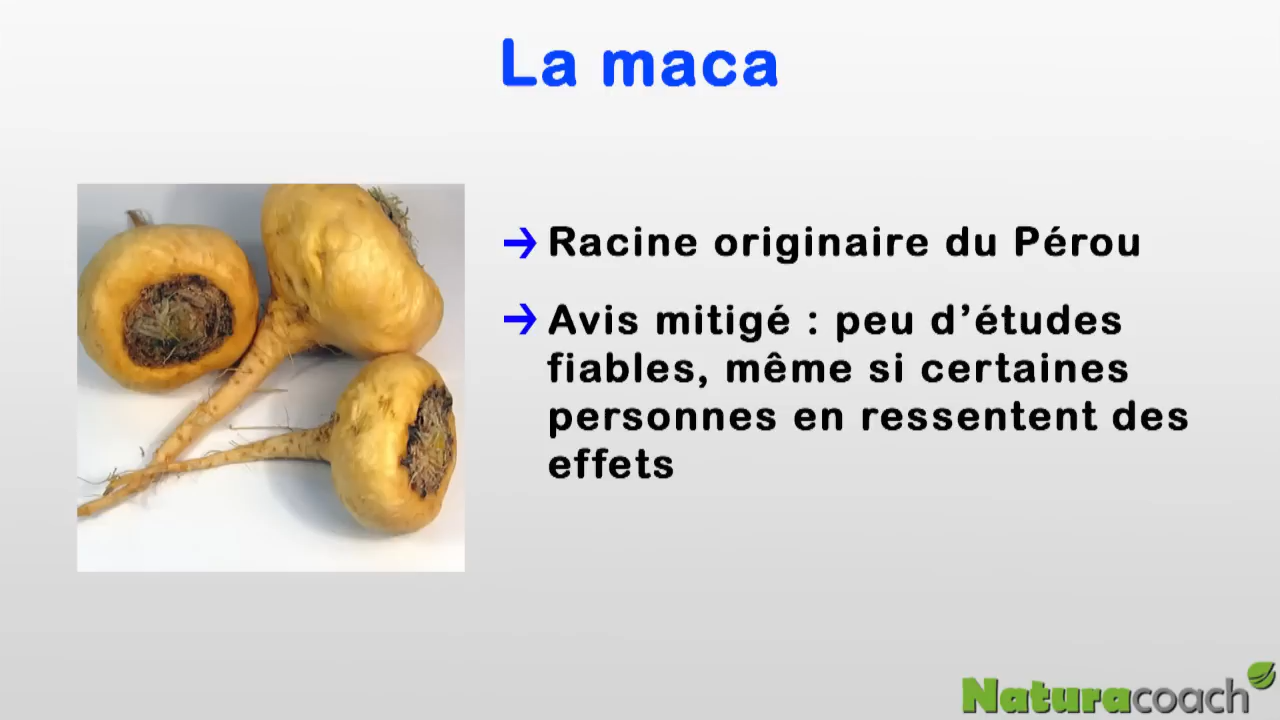 La maca
→ Racine originaire du Pérou
→ Avis mitigé : peu d’études
fiables, même si certaines
personnes en ressentent des
effets
Naturacoach